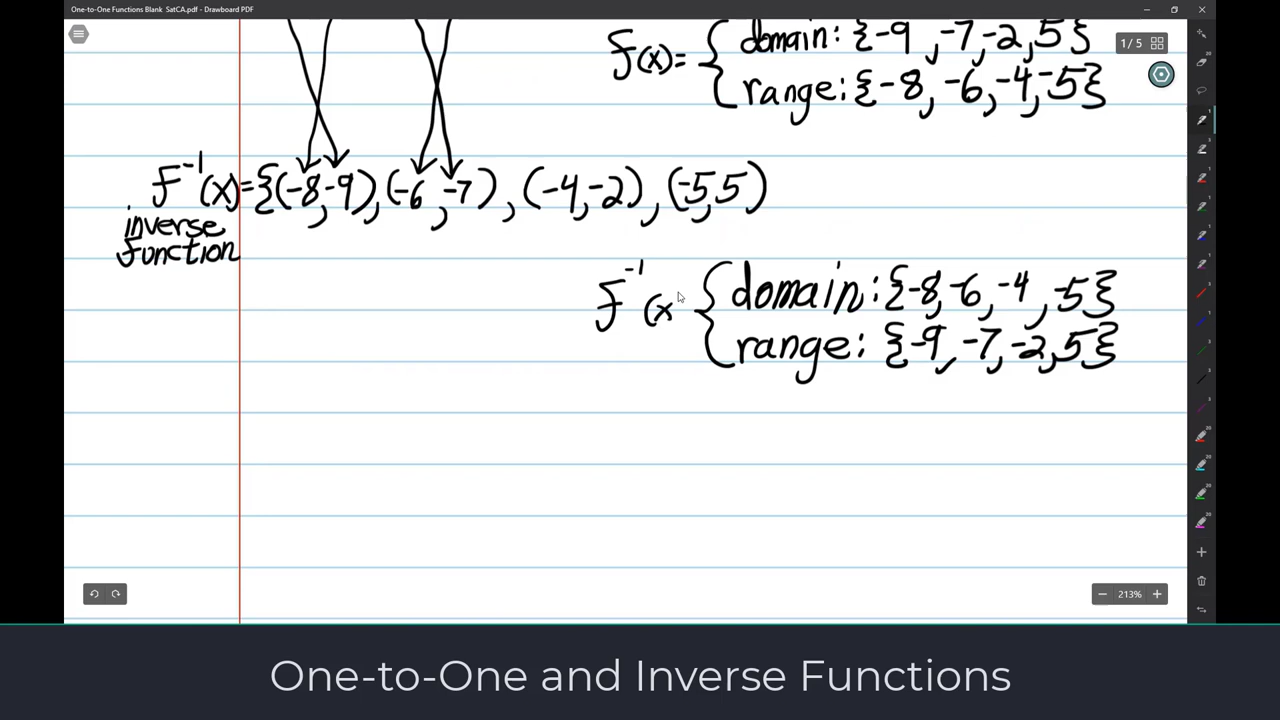 One-to-One Functions Blank SatCA.pdf - Drawboard PDF
1/5
domain: {-9, -7, -2, 5}
f(x)=
range: {-8, -6, -4, -5}
f⁻¹(x)={(-8,-9), (-6,-7), (-4,-2), (-5,5)
inverse
function
domain: {-8, -6, -4, -5}
f⁻¹(x
range: {-9, -7, -2, 5}
213%
One-to-One and Inverse Functions